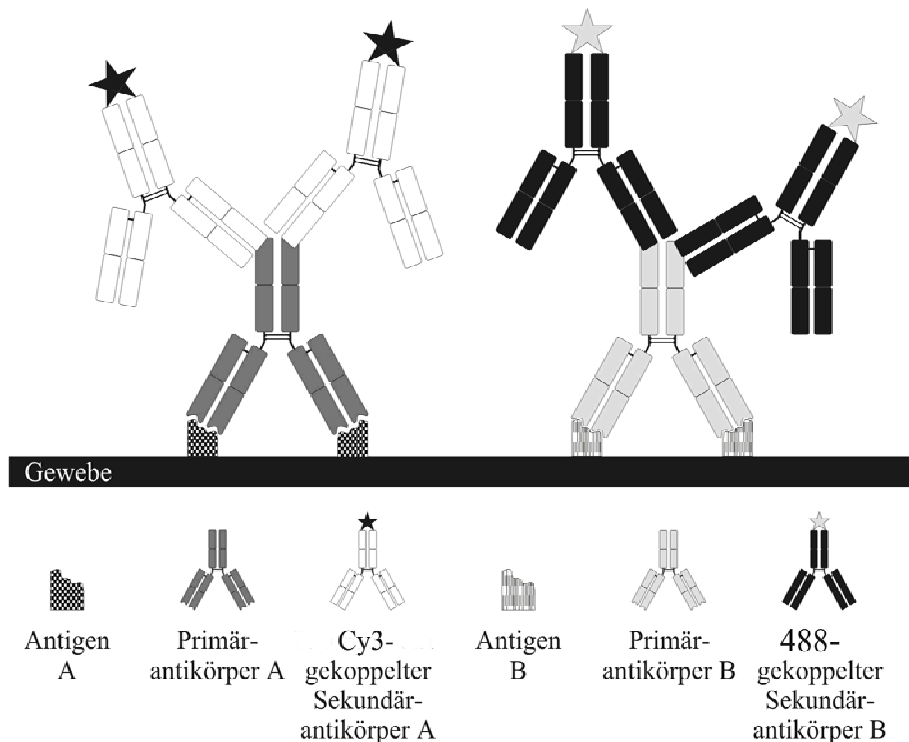 Gewebe
Antigen
A
Primär-
antikörper A
Cy3-
gekoppelter
Sekundär-
antikörper A
Antigen
B
Primär-
antikörper B
488-
gekoppelter
Sekundär-
antikörper B